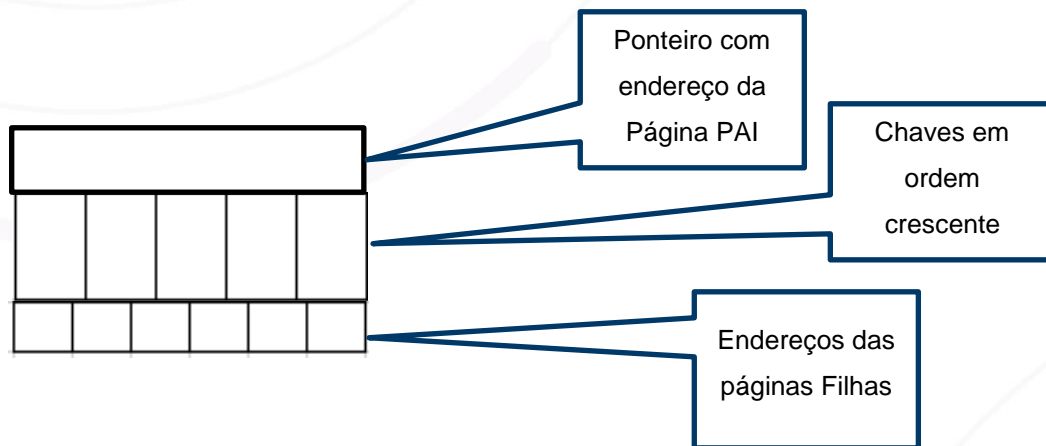 Ponteiro com
endereço da
Página PAI
Chaves em
ordem
crescente
Endereços das
páginas Filhas